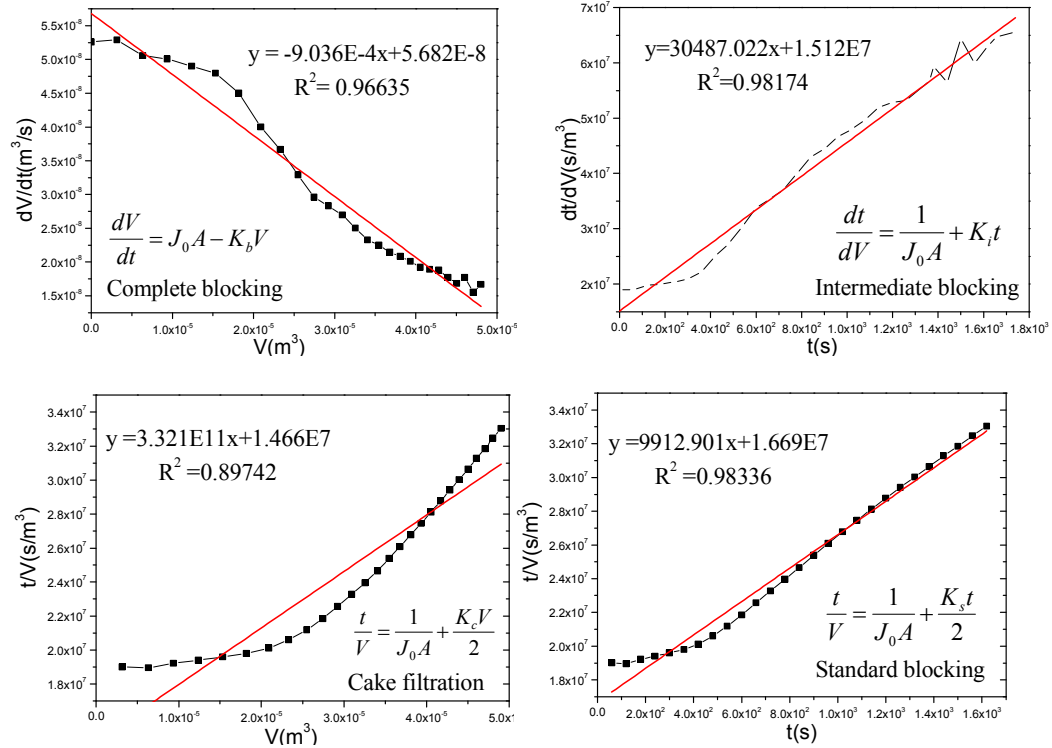 5.5x10⁻⁸
5.0x10⁻⁸
4.5x10⁻⁸
4.0x10⁻⁸
3.5x10⁻⁸
3.0x10⁻⁸
2.5x10⁻⁸
2.0x10⁻⁸
1.5x10⁻⁸
dV/dt(m³/s)
y = -9.036E-4x+5.682E-8
R²= 0.96635
dV/dt = J₀A − K_bV
Complete blocking
0.0 1.0x10⁻⁵ 2.0x10⁻⁵ 3.0x10⁻⁵ 4.0x10⁻⁵ 5.0x10⁻⁵
V(m³)
7x10⁷
6x10⁷
5x10⁷
4x10⁷
3x10⁷
2x10⁷
dt/dV(s/m³)
y=30487.022x+1.512E7
R²= 0.98174
dt/dV = 1/J₀A + K_it
Intermediate blocking
0.0 2.0x10² 4.0x10² 6.0x10² 8.0x10² 1.0x10³ 1.2x10³ 1.4x10³ 1.6x10³ 1.8x10³
t(s)
3.4x10⁷
3.2x10⁷
3.0x10⁷
2.8x10⁷
2.6x10⁷
2.4x10⁷
2.2x10⁷
2.0x10⁷
1.8x10⁷
t/V(s/m³)
y =3.321E11x+1.466E7
R² =0.89742
t/V = 1/J₀A + K_cV/2
Cake filtration
0.0 1.0x10⁻⁵ 2.0x10⁻⁵ 3.0x10⁻⁵ 4.0x10⁻⁵ 5.0x1
V(m³)
3.4x10⁷
3.2x10⁷
3.0x10⁷
2.8x10⁷
2.6x10⁷
2.4x10⁷
2.2x10⁷
2.0x10⁷
1.8x10⁷
t/V(s/m³)
y =9912.901x+1.669E7
R² =0.98336
t/V = 1/J₀A + K_st/2
Standard blocking
0.0 2.0x10² 4.0x10² 6.0x10² 8.0x10² 1.0x10³ 1.2x10³ 1.4x10³ 1.6x10³
t(s)